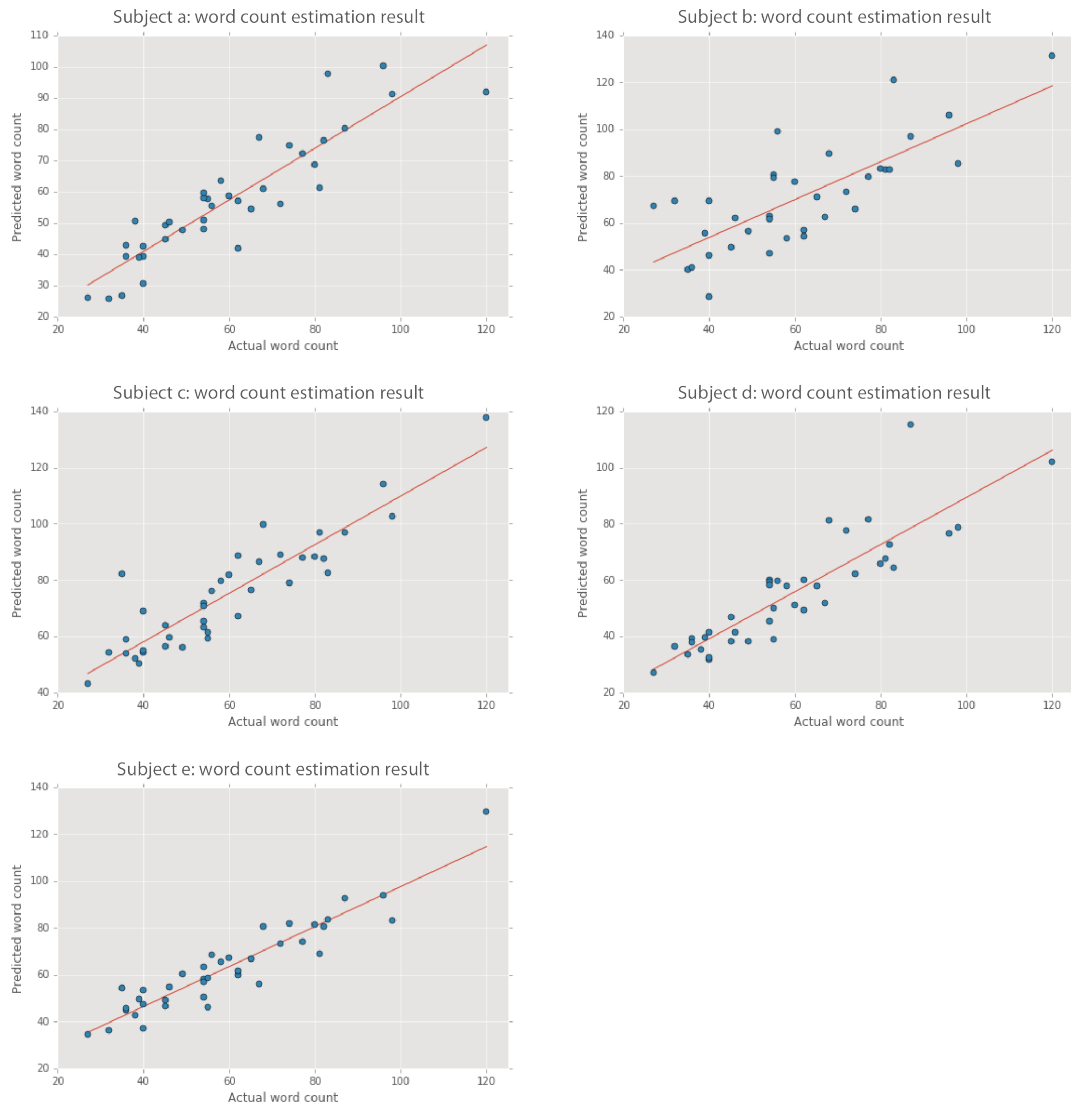 Subject a: word count estimation result
110
100
90
80
70
60
50
40
30
20
Predicted word count
20 40 60 80 100 120
Actual word count
Subject b: word count estimation result
140
120
100
80
60
40
20
Predicted word count
20 40 60 80 100 120
Actual word count
Subject c: word count estimation result
140
120
100
80
60
40
Predicted word count
20 40 60 80 100 120
Actual word count
Subject d: word count estimation result
120
100
80
60
40
20
Predicted word count
20 40 60 80 100 120
Actual word count
Subject e: word count estimation result
140
120
100
80
60
40
20
Predicted word count
20 40 60 80 100 120
Actual word count